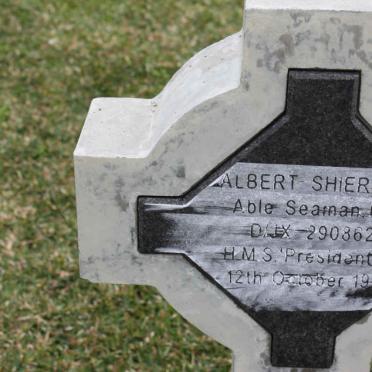 ALBERT SHIER
Able Seaman,
D/JX 290862
H.M.S. "President
12th October 19